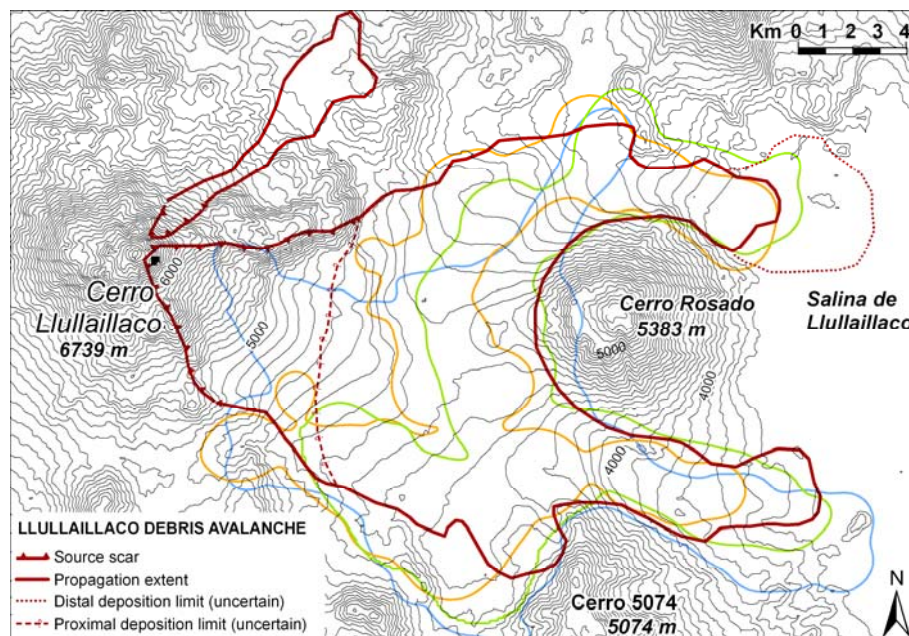 Km 0 1 2 3 4
6000
Cerro
Llullaillaco
6739 m
5000
Cerro Rosado
5383 m
5000
Salina de
Llullaillaco
4000
4000
4000
LLULLAILLACO DEBRIS AVALANCHE
Source scar
Propagation extent
Distal deposition limit (uncertain)
Proximal deposition limit (uncertain)
Cerro 5074
5074 m
N